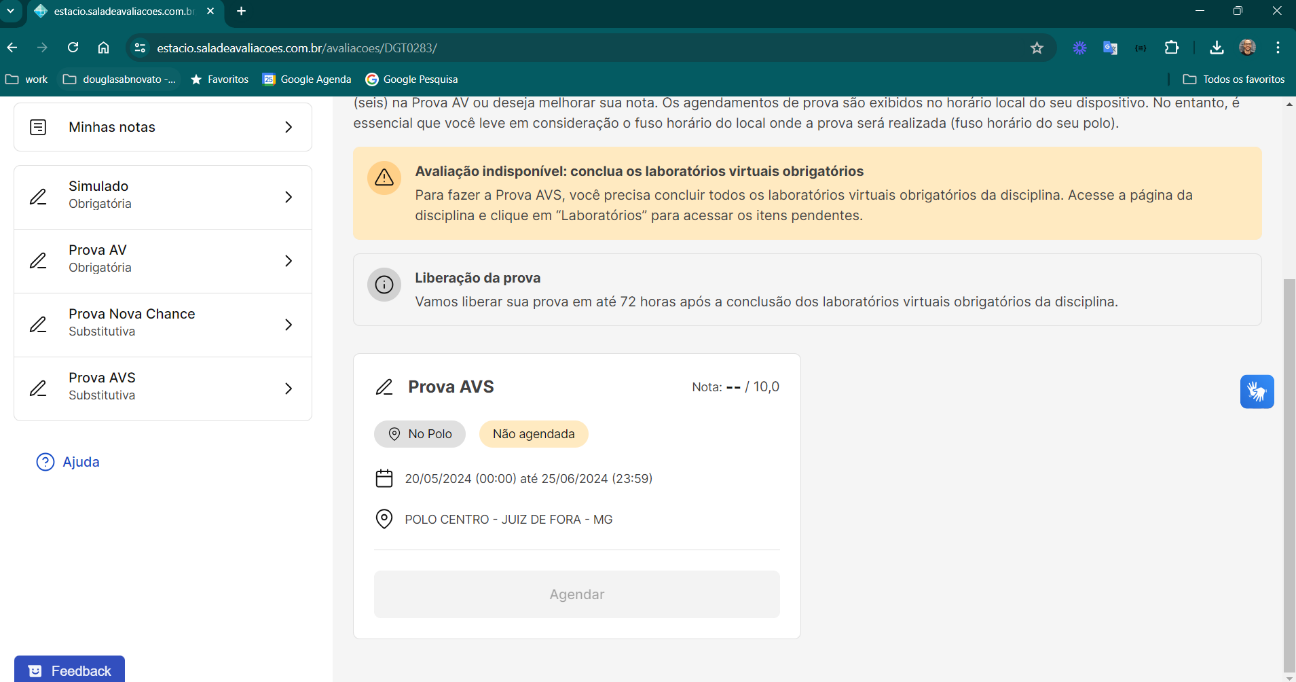 estacio.saladeavaliacoes.com.b
estacio.saladeavaliacoes.com.br/avaliacoes/DGT0283/
work
douglasabnovato -...
Favoritos
Google Agenda
Google Pesquisa
Todos os favoritos
Minhas notas
Simulado
Obrigatória
Prova AV
Obrigatória
Prova Nova Chance
Substitutiva
Prova AVS
Substitutiva
Ajuda
Feedback
(seis) na Prova AV ou deseja melhorar sua nota. Os agendamentos de prova são exibidos no horário local do seu dispositivo. No entanto, é
essencial que você leve em consideração o fuso horário do local onde a prova será realizada (fuso horário do seu polo).
Avaliação indisponível: conclua os laboratórios virtuais obrigatórios
Para fazer a Prova AVS, você precisa concluir todos os laboratórios virtuais obrigatórios da disciplina. Acesse a página da
disciplina e clique em “Laboratórios” para acessar os itens pendentes.
Liberação da prova
Vamos liberar sua prova em até 72 horas após a conclusão dos laboratórios virtuais obrigatórios da disciplina.
Prova AVS
Nota: -- / 10,0
No Polo
Não agendada
20/05/2024 (00:00) até 25/06/2024 (23:59)
POLO CENTRO - JUIZ DE FORA - MG
Agendar